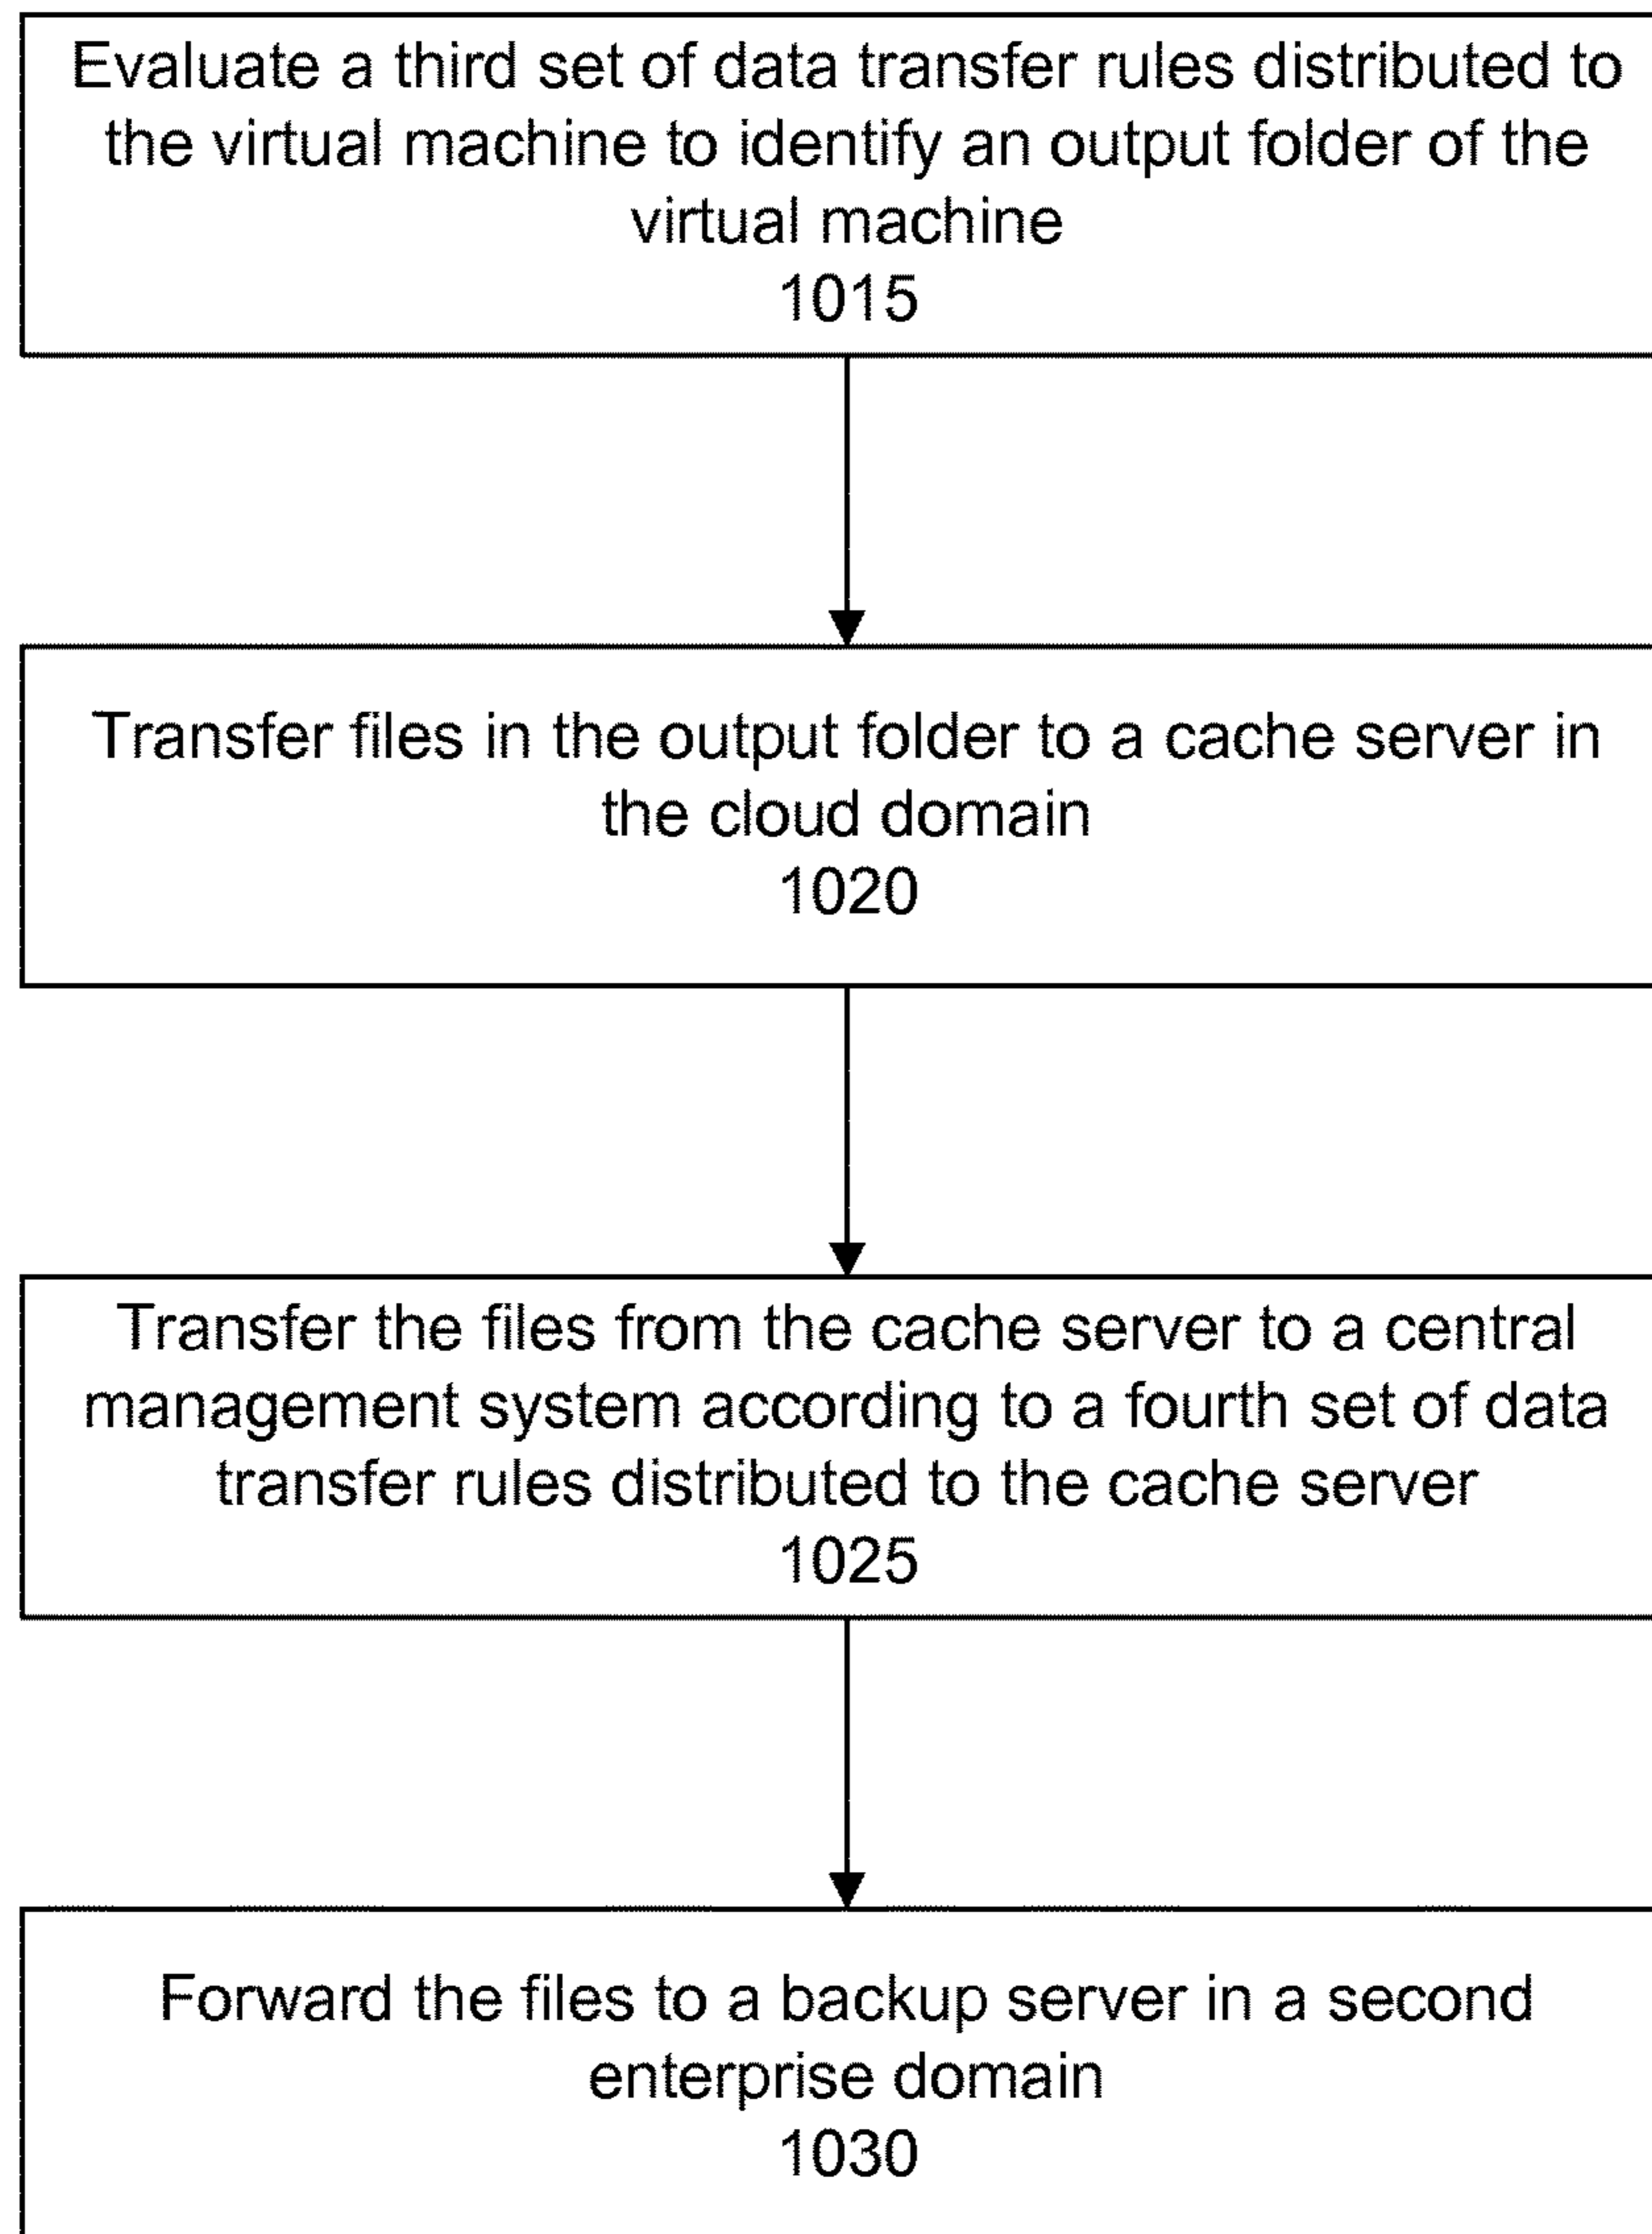 Evaluate a third set of data transfer rules distributed to
the virtual machine to identify an output folder of the
virtual machine
1015
Transfer files in the output folder to a cache server in
the cloud domain
1020
Transfer the files from the cache server to a central
management system according to a fourth set of data
transfer rules distributed to the cache server
1025
Forward the files to a backup server in a second
enterprise domain
1030